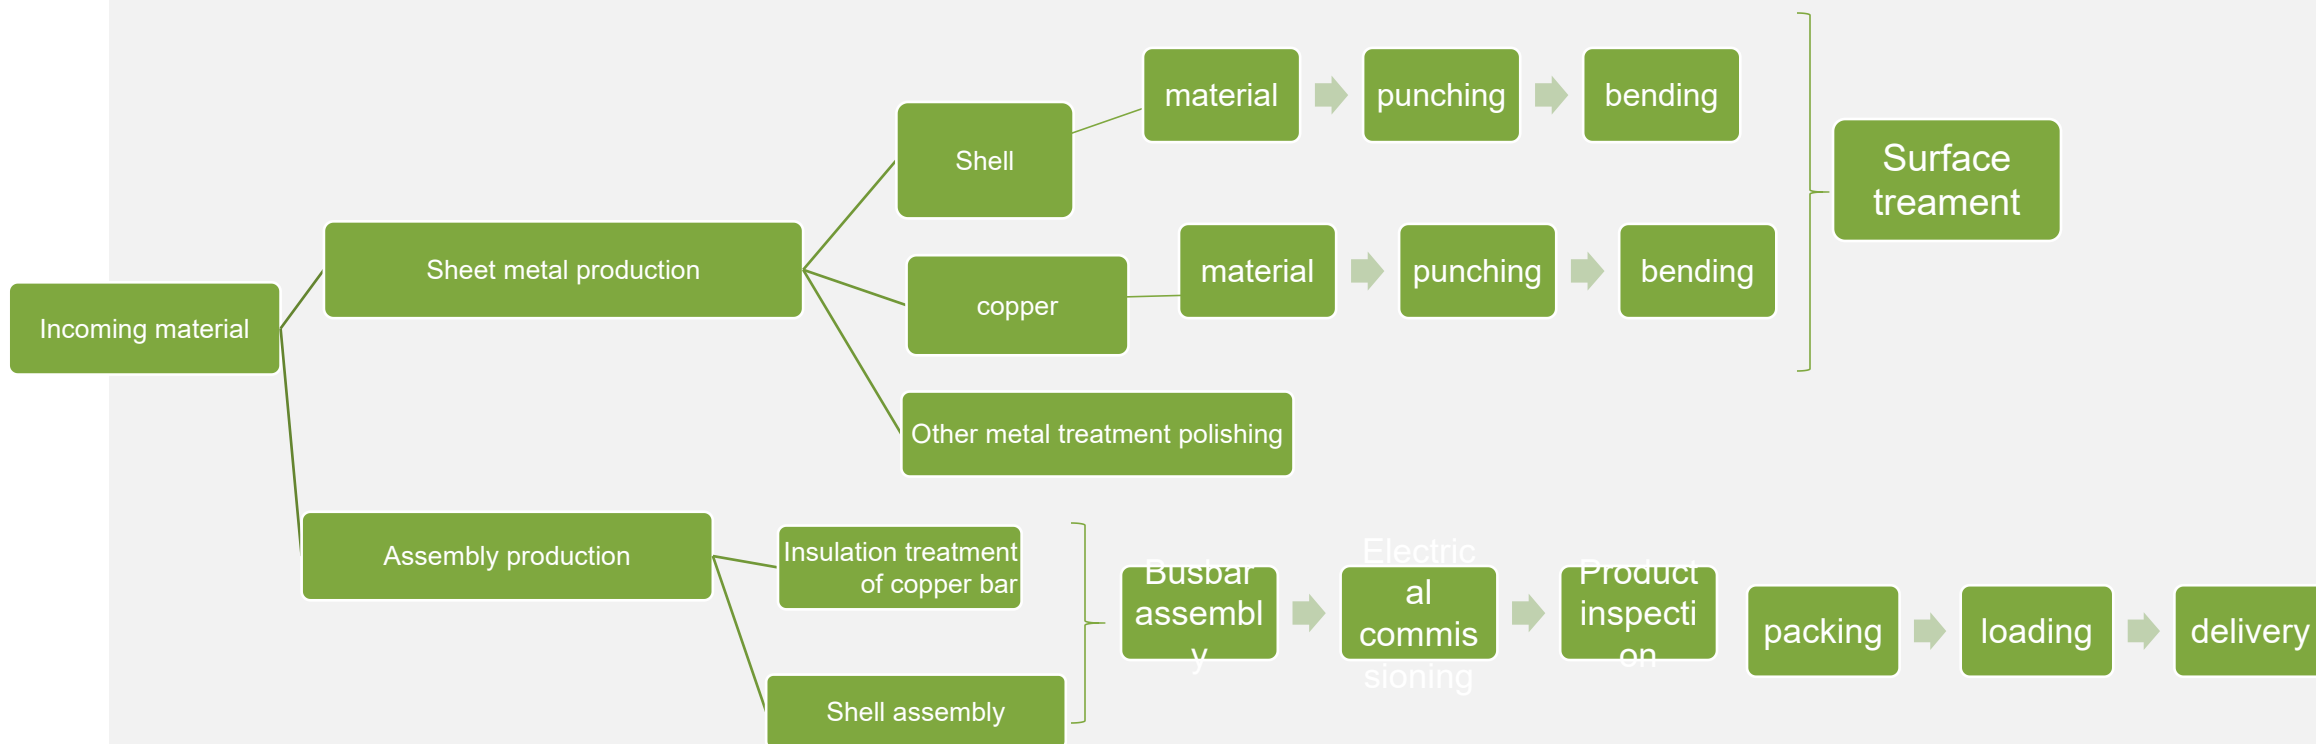 Incoming material
Sheet metal production
Shell
material
punching
bending
copper
material
punching
bending
Other metal treatment polishing
Surface
treament
Assembly production
Insulation treatment
of copper bar
Shell assembly
Busbar
assembl
y
Electric
al
commis
sioning
Product
inspecti
on
packing
loading
delivery